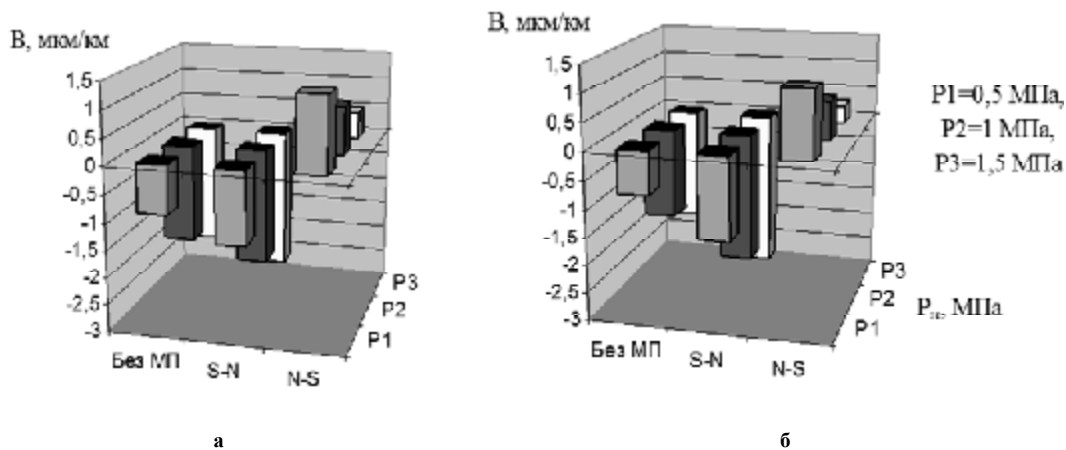 В, мкм/км
1,5
1
0,5
0
-0,5
-1
-1,5
-2
-2,5
-3
Без МП
S-N
N-S
P1
P2
P3
а
В, мкм/км
1,5
1
0,5
0
-0,5
-1
-1,5
-2
-2,5
-3
Без МП
S-N
N-S
P1
P2
P3
б
P1=0,5 МПа,
P2=1 МПа,
P3=1,5 МПа
МПа